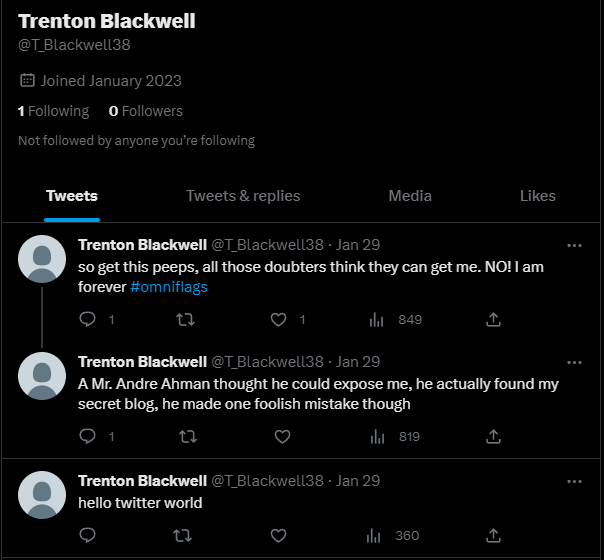 Trenton Blackwell
@T_Blackwell38
Joined January 2023
1 Following 0 Followers
Not followed by anyone you're following
Tweets Tweets & replies Media Likes
Trenton Blackwell @T_Blackwell38 · Jan 29
so get this peeps, all those doubters think they can get me. NO! I am
forever #omniflags
1 1 849
Trenton Blackwell @T_Blackwell38 · Jan 29
A Mr. Andre Ahman thought he could expose me, he actually found my
secret blog, he made one foolish mistake though
1 819
Trenton Blackwell @T_Blackwell38 · Jan 29
hello twitter world
360